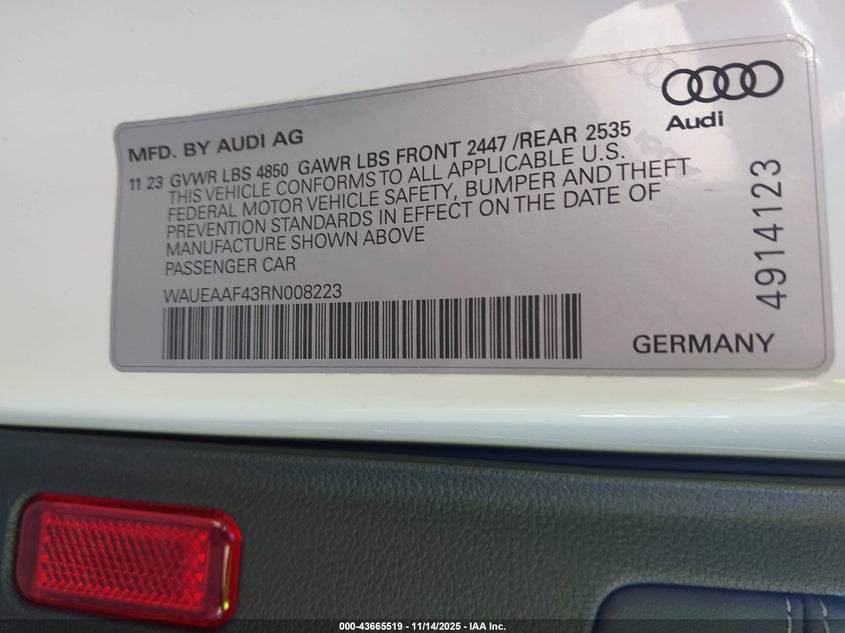 Audi
MFD. BY AUDI AG
11 23 GVWR LBS 4850 GAWR LBS FRONT 2447 /REAR 2535
THIS VEHICLE CONFORMS TO ALL APPLICABLE U.S.
FEDERAL MOTOR VEHICLE SAFETY, BUMPER AND THEFT
PREVENTION STANDARDS IN EFFECT ON THE DATE OF
MANUFACTURE SHOWN ABOVE
PASSENGER CAR
WAUEAAF43RN008223
GERMANY
4914123
000-43665519 - 11/14/2025 - IAA Inc.